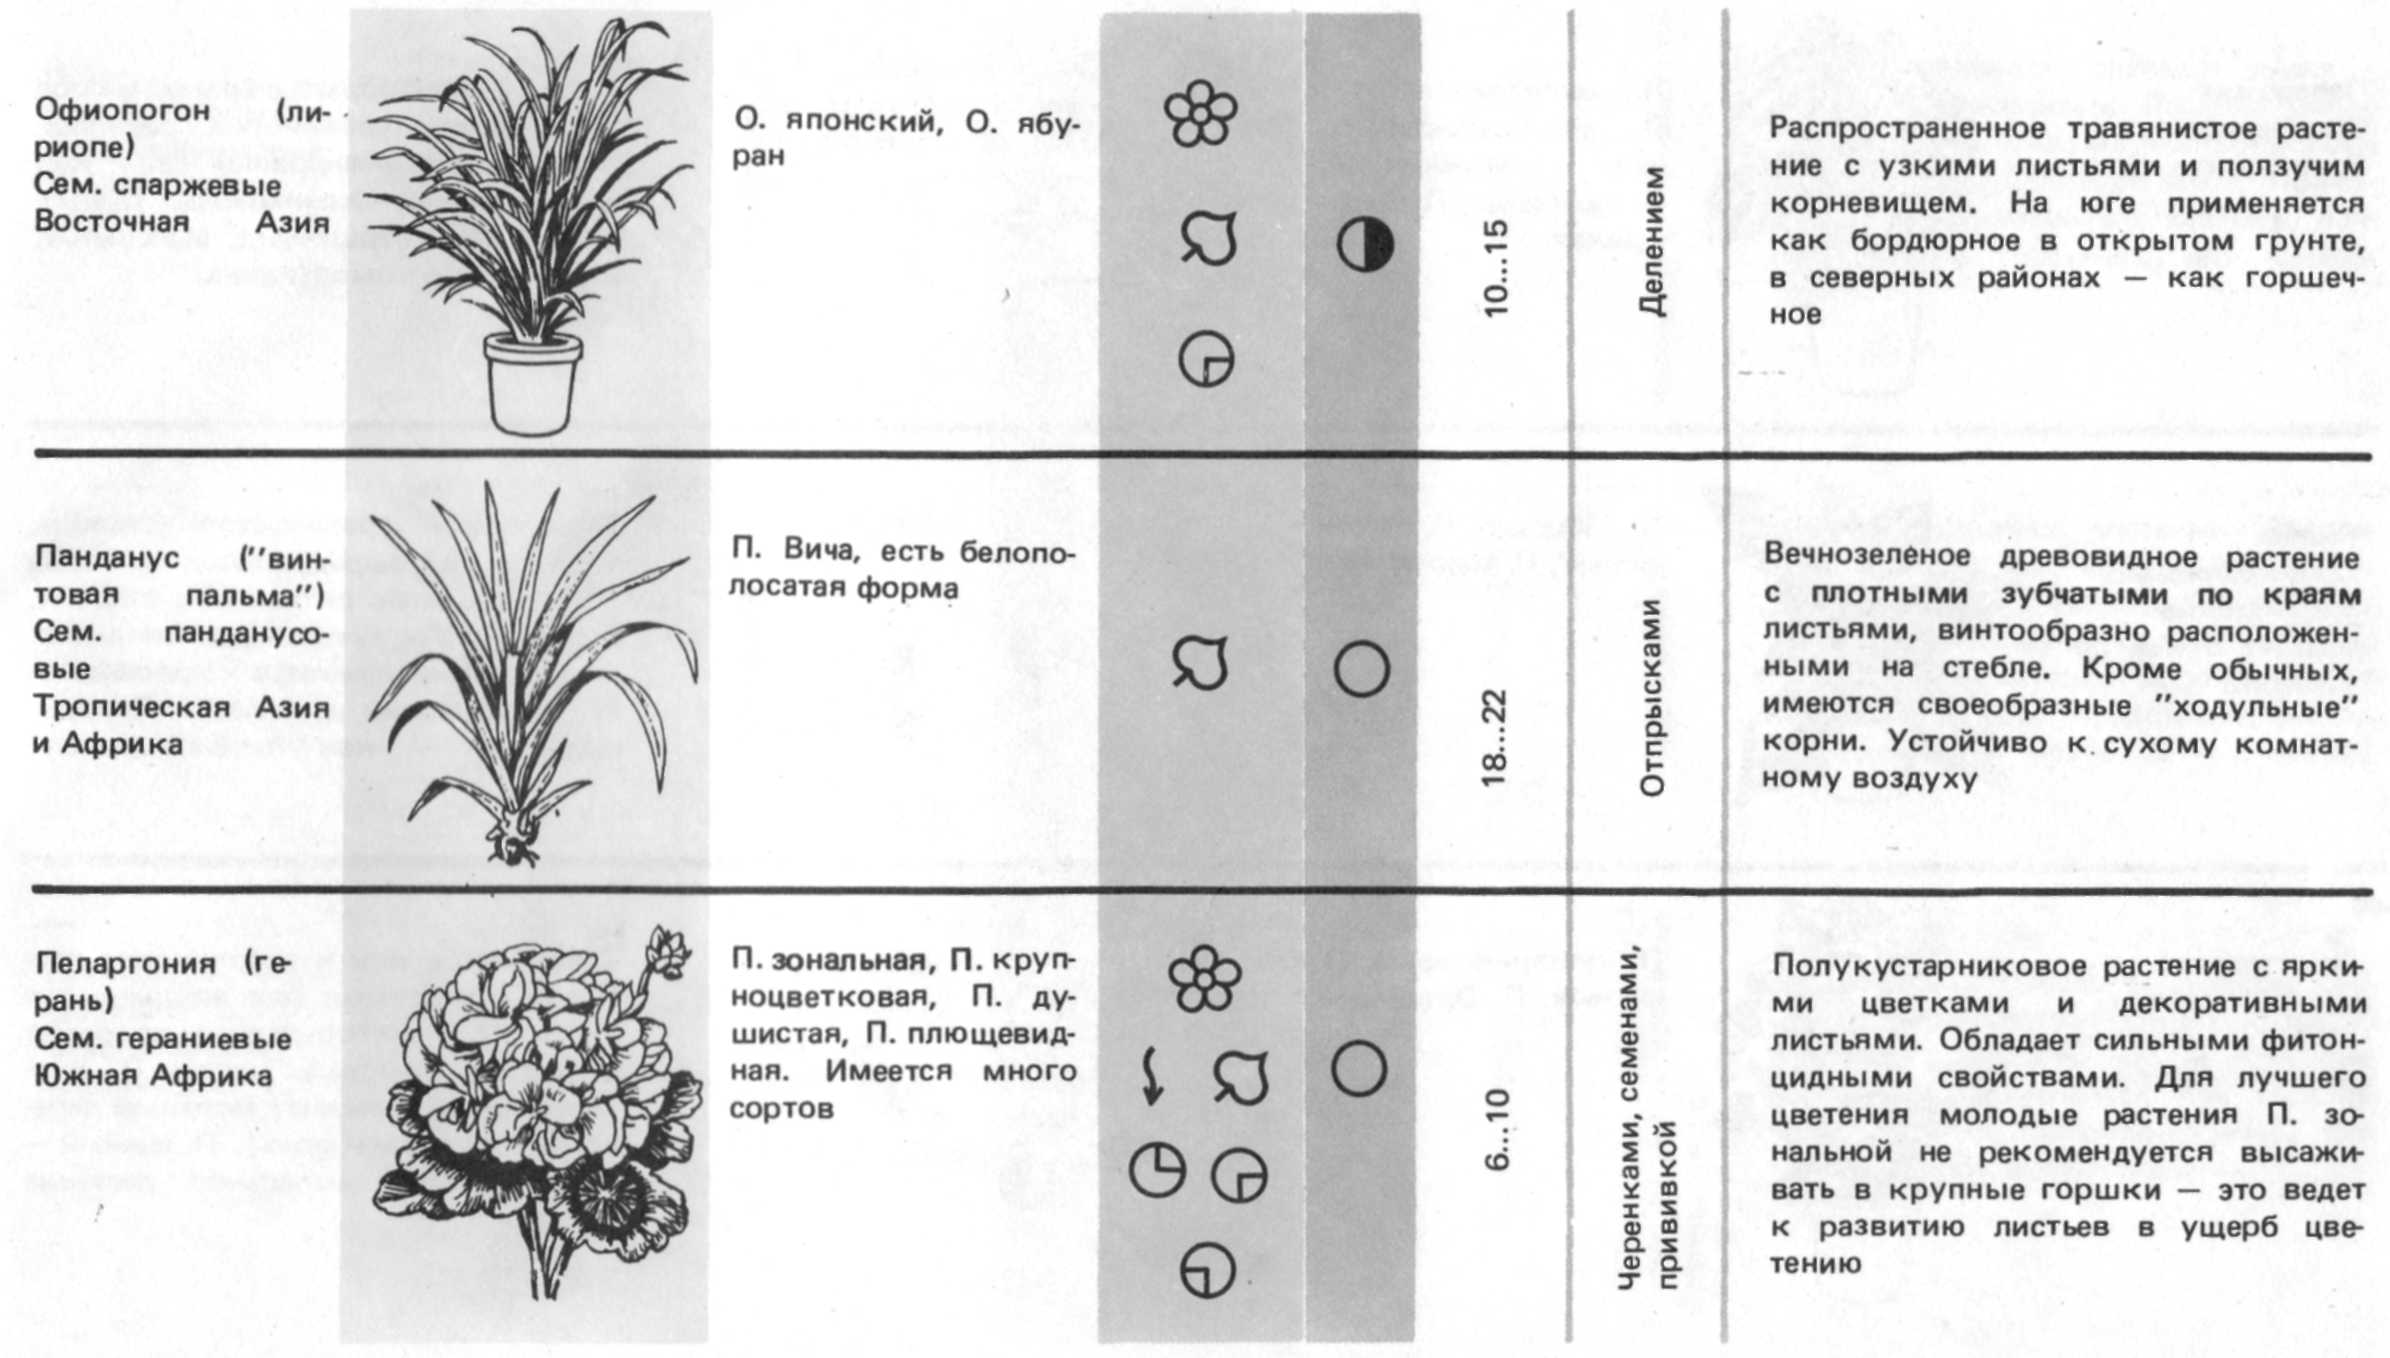 Офиопогон (ли-
риопе)
Сем. спаржевые
Восточная Азия
О. японский, О. ябу-
ран
10...15
Делением
Распространенное травянистое расте-
ние с узкими листьями и ползучим
корневищем. На юге применяется
как бордюрное в открытом грунте,
в северных районах — как горшеч-
ное
Панданус ("вин-
товая пальма")
Сем. панданусо-
вые
Тропическая Азия
и Африка
П. Вича, есть белопо-
лосатая форма
18...22
Отпрысками
Вечнозеленое древовидное растение
с плотными зубчатыми по краям
листьями, винтообразно расположен-
ными на стебле. Кроме обычных,
имеются своеобразные "ходульные"
корни. Устойчиво к сухому комнат-
ному воздуху
Пеларгония (ге-
рань)
Сем. гераниевые
Южная Африка
П. зональная, П. круп-
ноцветковая, П. ду-
шистая, П. плющевид-
ная. Имеется много
сортов
6...10
Черенками, семенами,
прививкой
Полукустарниковое растение с ярки-
ми цветками и декоративными
листьями. Обладает сильными фитон-
цидными свойствами. Для лучшего
цветения молодые растения П. зо-
нальной не рекомендуется высажи-
вать в крупные горшки — это ведет
к развитию листьев в ущерб цве-
тению